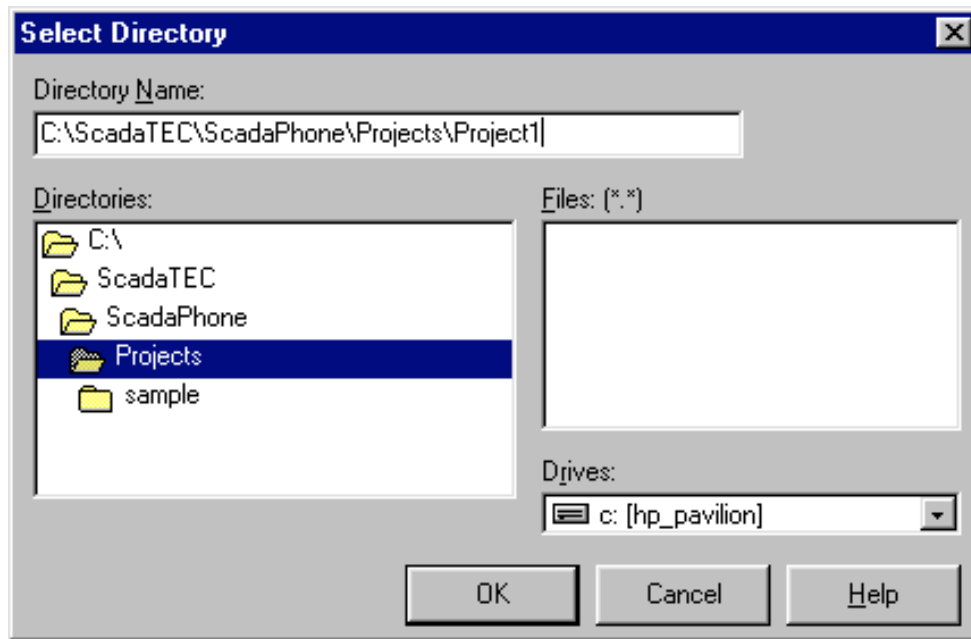 Select Directory
Directory Name:
C:\ScadaTEC\ScadaPhone\Projects\Project1
Directories:
C:\
ScadaTEC
ScadaPhone
Projects
sample
Files: (*.*)
Drives:
c: [hp_pavilion]
OK Cancel Help